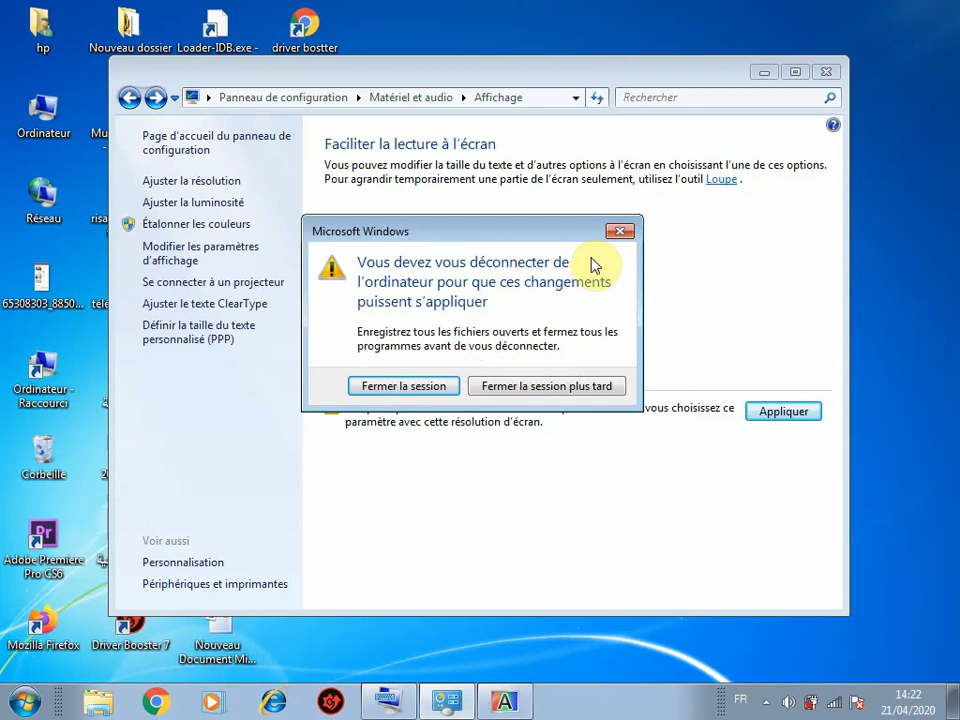 hp
Nouveau dossier
Loader-IDB.exe -
driver bostter
Ordinateur
Réseau
65308303_8850...
Ordinateur -
Raccourci
Corbeille
Adobe Premiere
Pro CS6
Mozilla Firefox
Driver Booster 7
Nouveau
Document Mi...
Panneau de configuration
Matériel et audio
Affichage
Rechercher
Page d'accueil du panneau de
configuration
Ajuster la résolution
Ajuster la luminosité
Étalonner les couleurs
Modifier les paramètres
d'affichage
Se connecter à un projecteur
Ajuster le texte ClearType
Définir la taille du texte
personnalisé (PPP)
Voir aussi
Personnalisation
Périphériques et imprimantes
Faciliter la lecture à l'écran
Vous pouvez modifier la taille du texte et d'autres options à l'écran en choisissant l'une de ces options.
Pour agrandir temporairement une partie de l'écran seulement, utilisez l'outil Loupe .
Microsoft Windows
Vous devez vous déconnecter de
l'ordinateur pour que ces changements
puissent s'appliquer
Enregistrez tous les fichiers ouverts et fermez tous les
programmes avant de vous déconnecter.
Fermer la session
Fermer la session plus tard
vous choisissez ce
paramètre avec cette résolution d'écran.
Appliquer
FR
14:22
21/04/2020